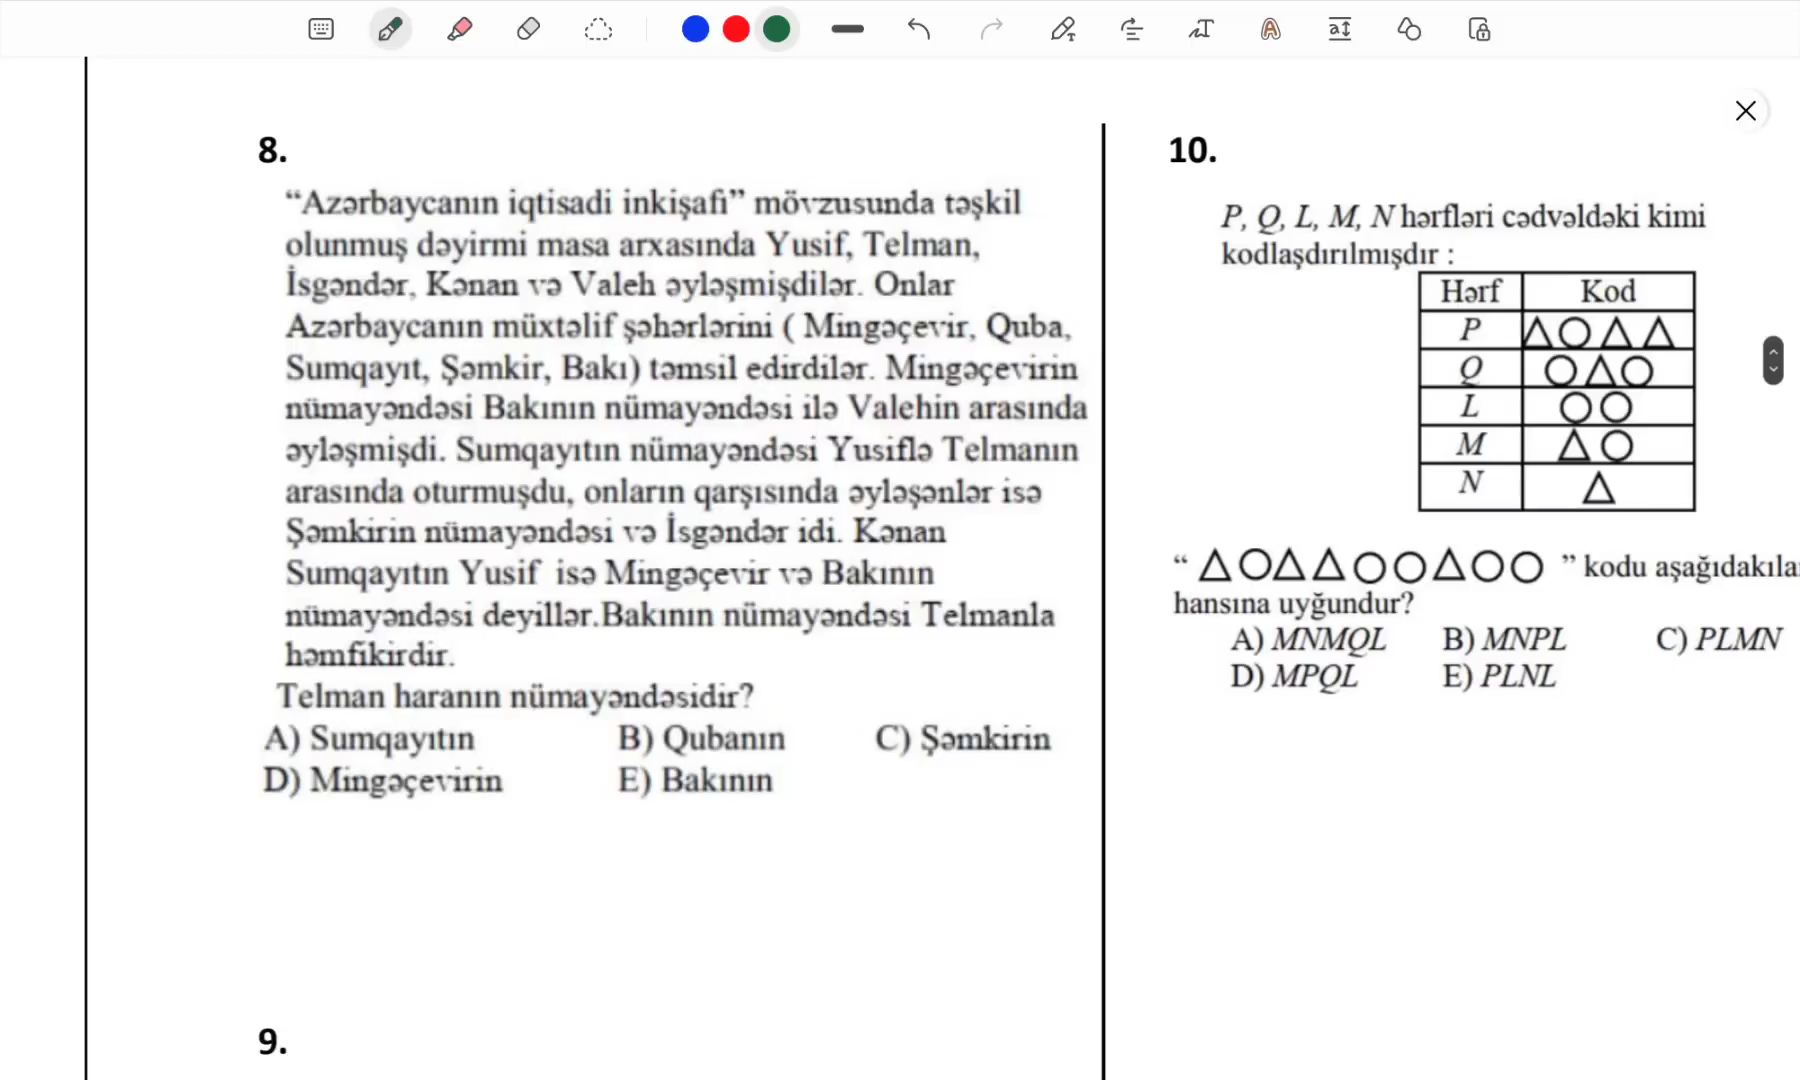 8.
“Azərbaycanın iqtisadi inkişafı” mövzusunda təşkil
olunmuş dəyirmi masa arxasında Yusif, Telman,
İsgəndər, Kənan və Valeh əyləşmişdilər. Onlar
Azərbaycanın müxtəlif şəhərlərini ( Mingəçevir, Quba,
Sumqayıt, Şəmkir, Bakı) təmsil edirdilər. Mingəçevirin
nümayəndəsi Bakının nümayəndəsi ilə Valehin arasında
əyləşmişdi. Sumqayıtın nümayəndəsi Yusiflə Telmanın
arasında oturmuşdu, onların qarşısında əyləşənlər isə
Şəmkirin nümayəndəsi və İsgəndər idi. Kənan
Sumqayıtın Yusif isə Mingəçevir və Bakının
nümayəndəsi deyillər.Bakının nümayəndəsi Telmanla
həmfikirdir.
Telman haranın nümayəndəsidir?
A) Sumqayıtın B) Qubanın C) Şəmkirin
D) Mingəçevirin E) Bakının
9.
10.
P, Q, L, M, N hərfləri cədvəldəki kimi
kodlaşdırılmışdır :
Hərf Kod
P △○△△
Q ○△○
L ○○
M △○
N △
“ △○△△○○△○○ ” kodu aşağıdakıla
hansına uyğundur?
A) MNMQL B) MNPL C) PLMN
D) MPQL E) PLNL